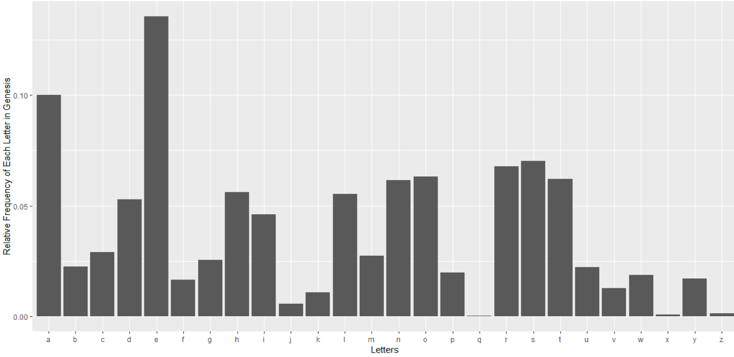 Relative Frequency of Each Letter in Genesis
0.10
0.05
0.00
a b c d e f g h i j k l m n o p q r s t u v w x y z
Letters